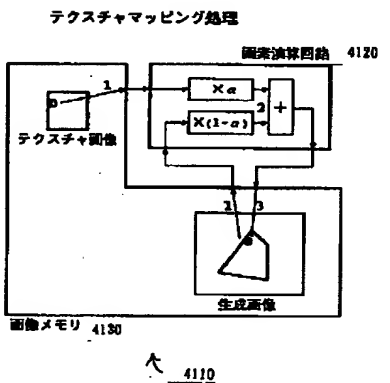 テクスチャマッピング処理
画素演算回路 4120
1
×α
2
+
×(1-α)
テクスチャ画像
1
3
生成画像
画像メモリ 4130
4110